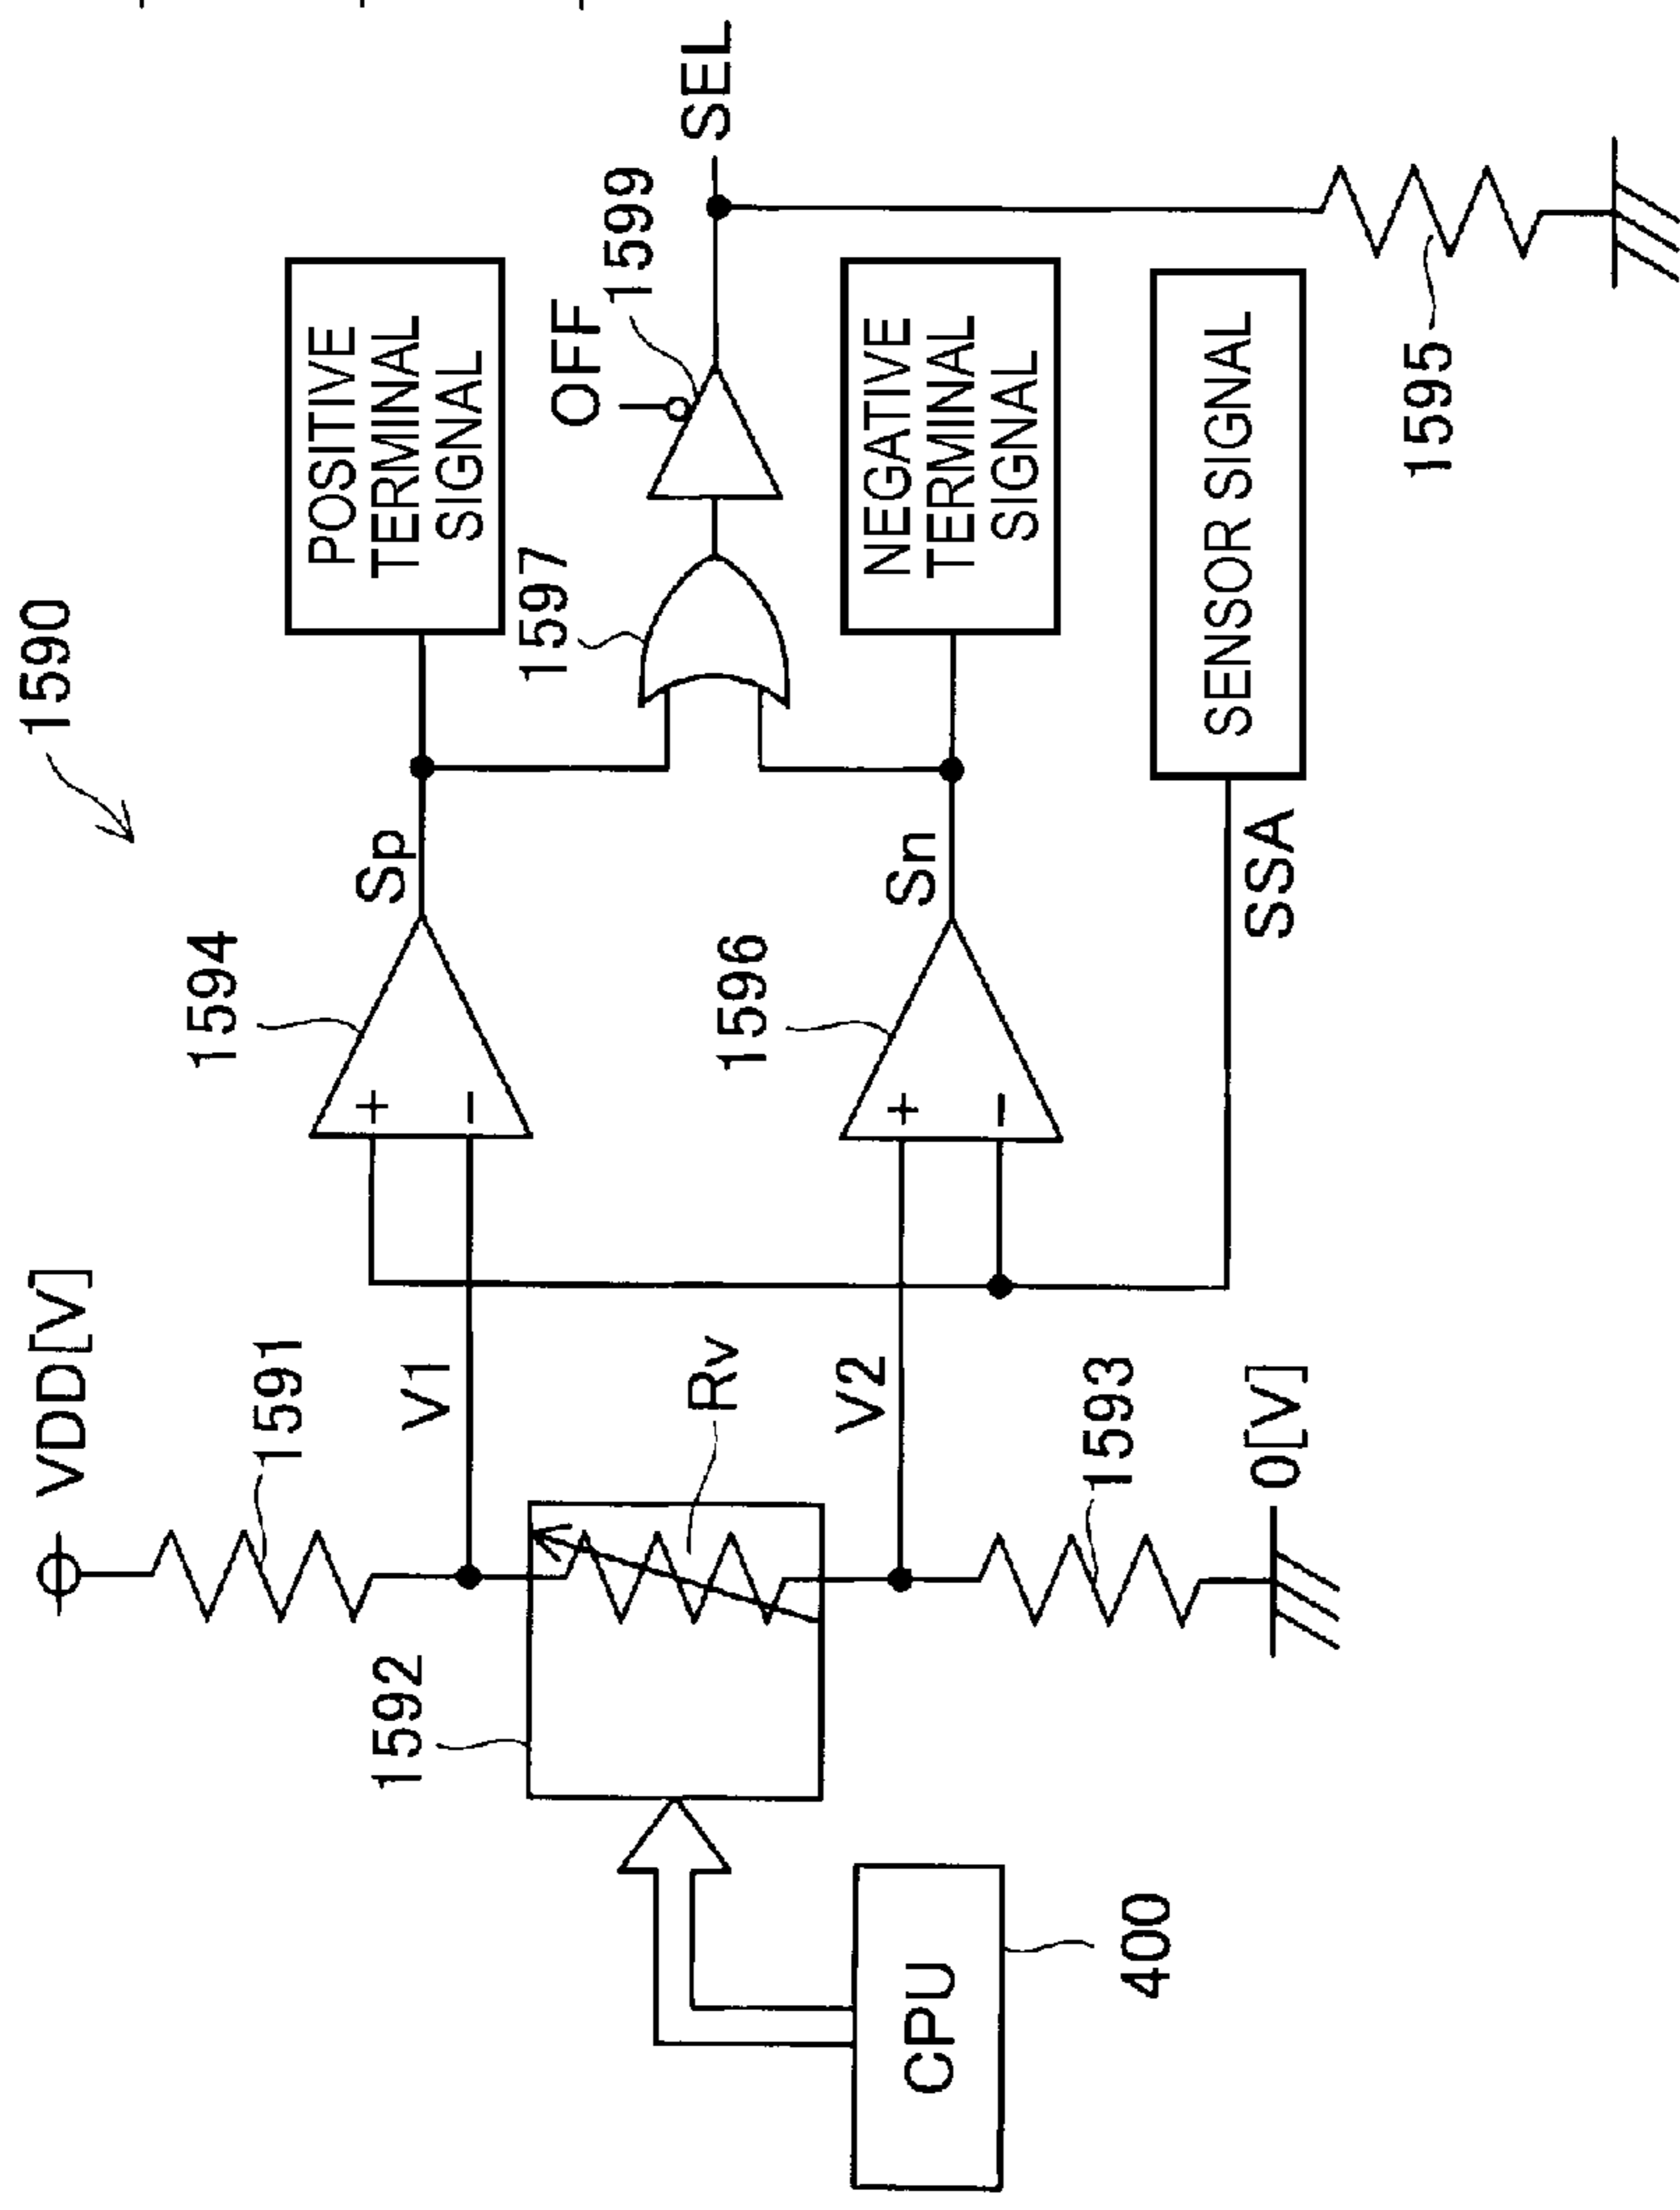 1590
VDD[V]
1591
1594
Sp
POSITIVE
TERMINAL
SIGNAL
1592
V1
+
−
1597
OFF
1599
SEL
Rv
1596
Sn
NEGATIVE
TERMINAL
SIGNAL
V2
+
−
CPU
400
1593
0[V]
SSA
SENSOR SIGNAL
1595